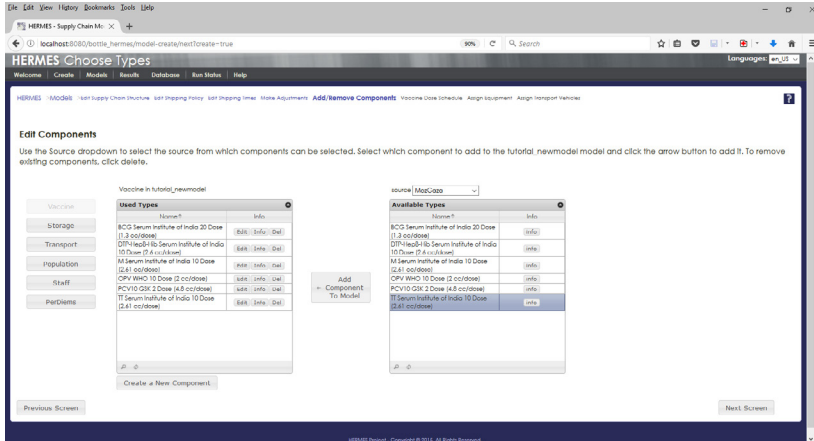 File Edit View History Bookmarks Tools Help
HERMES - Supply Chain Mo
localhost:8080/bottle_hermes/model-create/next?create=true
90%
Search
HERMES Choose Types
Languages: en_US
Welcome Create Models Results Database Run Status Help
HERMES >Models >Edit Supply Chain Structure Edit Shipping Policy Edit Shipping Times Make Adjustments Add/Remove Components Vaccine Dose Schedule Assign Equipment Assign Transport Vehicles
?
Edit Components
Use the Source dropdown to select the source from which components can be selected. Select which component to add to the tutorial_newmodel model and click the arrow button to add it. To remove
existing components, click delete.
Vaccine in tutorial_newmodel
source MozGaza
Vaccine
Storage
Transport
Population
Staff
PerDiems
Used Types
Name Info
BCG Serum Institute of India 20 Dose
(1.3 cc/dose)
Edit Info Del
DTP-HepB-Hib Serum Institute of India
10 Dose (2.6 cc/dose)
Edit Info Del
M Serum Institute of India 10 Dose
(2.61 cc/dose)
Edit Info Del
OPV WHO 10 Dose (2 cc/dose) Edit Info Del
PCV10 GSK 2 Dose (4.8 cc/dose) Edit Info Del
TT Serum Institute of India 10 Dose
(2.61 cc/dose)
Edit Info Del
Add
← Component
To Model
Available Types
Name Info
BCG Serum Institute of India 20 Dose
(1.3 cc/dose)
Info
DTP-HepB-Hib Serum Institute of India
10 Dose (2.6 cc/dose)
Info
M Serum Institute of India 10 Dose
(2.61 cc/dose)
Info
OPV WHO 10 Dose (2 cc/dose) Info
PCV10 GSK 2 Dose (4.8 cc/dose) Info
TT Serum Institute of India 10 Dose
(2.61 cc/dose)
Info
Create a New Component
Previous Screen
Next Screen
HERMES Project Copyright © 2015, All Rights Reserved